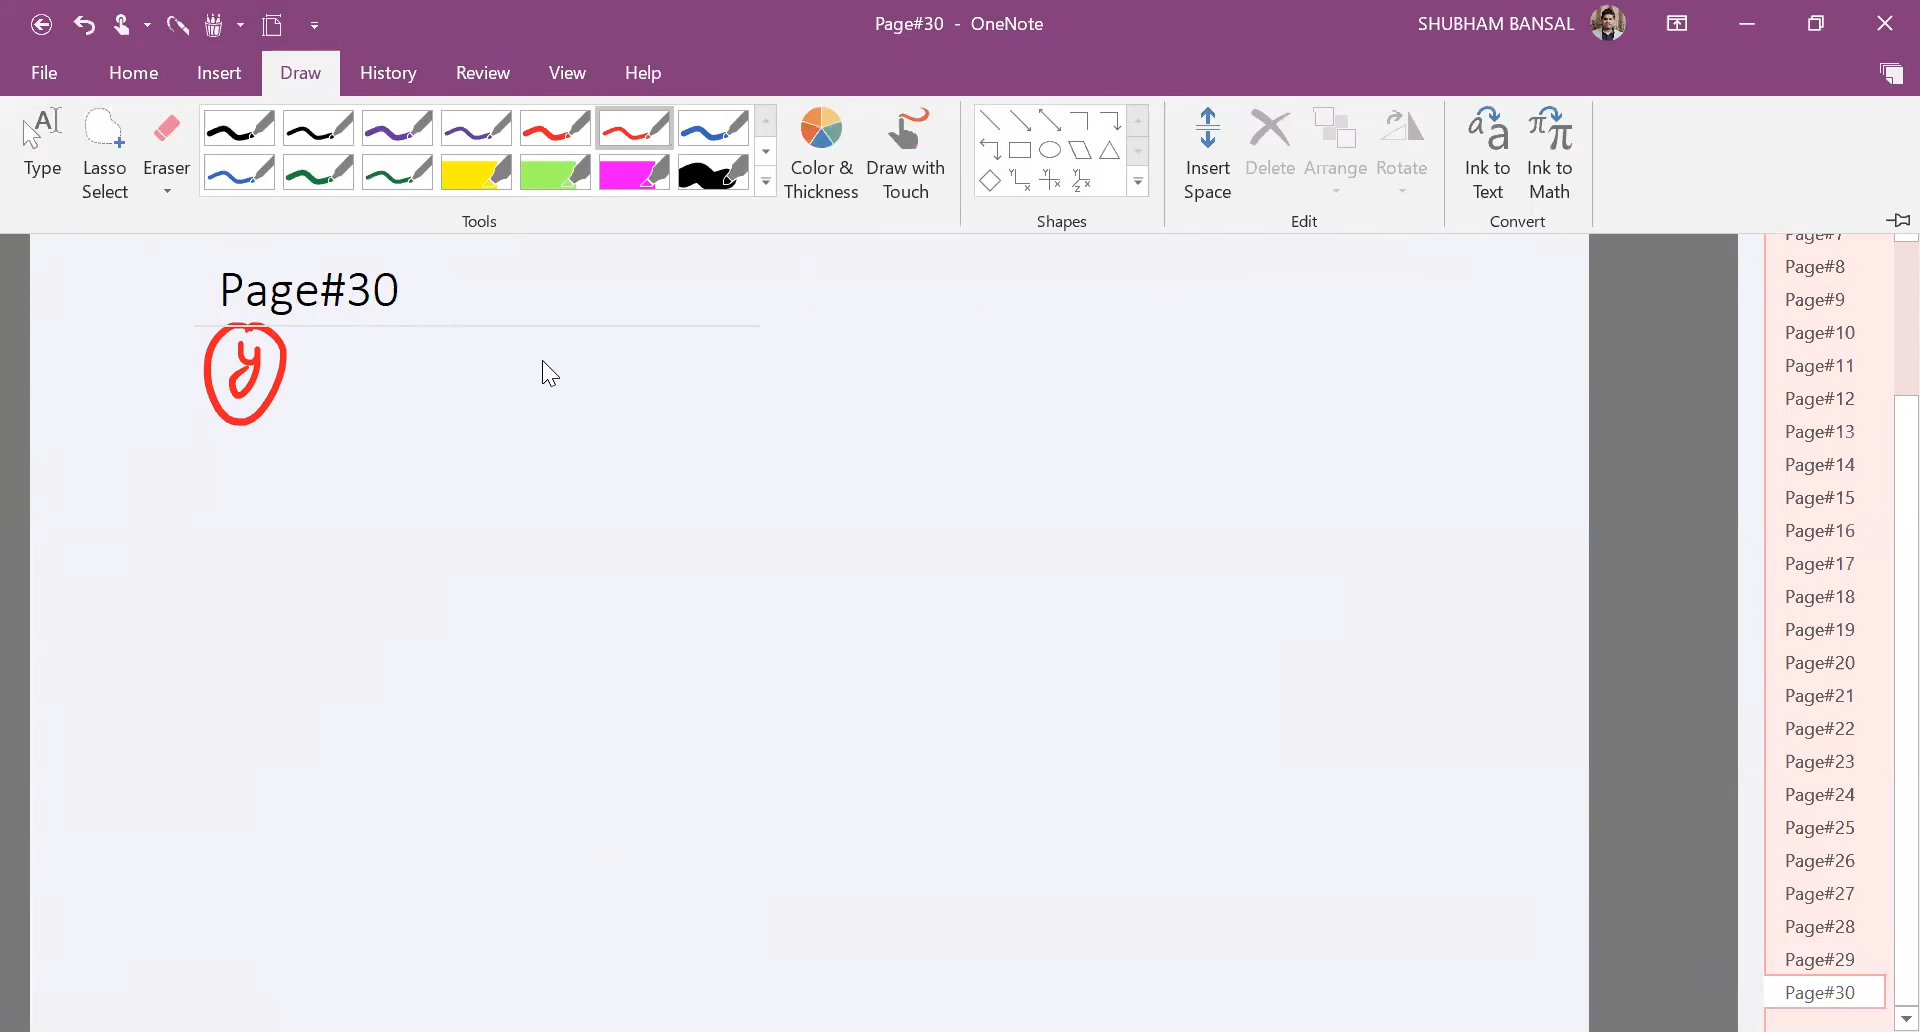 Page#30 - OneNote
SHUBHAM BANSAL
File Home Insert Draw History Review View Help
Type
Lasso Select
Eraser
Color & Thickness
Draw with Touch
Insert Space
Delete
Arrange
Rotate
Ink to Text
Ink to Math
Tools
Shapes
Edit
Convert
Page#30
y
Page#7
Page#8
Page#9
Page#10
Page#11
Page#12
Page#13
Page#14
Page#15
Page#16
Page#17
Page#18
Page#19
Page#20
Page#21
Page#22
Page#23
Page#24
Page#25
Page#26
Page#27
Page#28
Page#29
Page#30